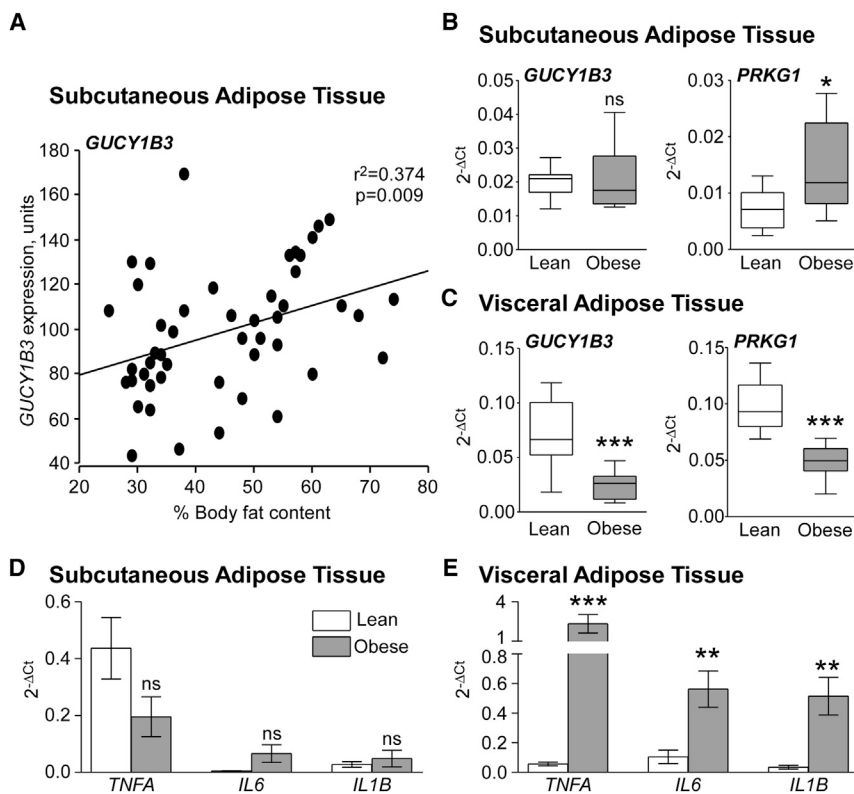 A
Subcutaneous Adipose Tissue
GUCY1B3
r²=0.374
p=0.009
180
160
140
120
100
80
60
40
GUCY1B3 expression, units
20 30 40 50 60 70 80
% Body fat content
B
Subcutaneous Adipose Tissue
GUCY1B3
ns
0.05
0.04
0.03
0.02
0.01
0.00
2-ΔCt
Lean Obese
PRKG1
*
0.03
0.02
0.01
0.00
2-ΔCt
Lean Obese
C
Visceral Adipose Tissue
GUCY1B3
***
0.15
0.10
0.05
0.00
2-ΔCt
Lean Obese
PRKG1
***
0.15
0.10
0.05
0.00
2-ΔCt
Lean Obese
D
Subcutaneous Adipose Tissue
0.6
0.4
0.2
0.0
2-ΔCt
Lean
Obese
ns
ns
ns
TNFA IL6 IL1B
E
Visceral Adipose Tissue
4
1
0.8
0.6
0.4
0.2
0.0
2-ΔCt
***
**
**
TNFA IL6 IL1B